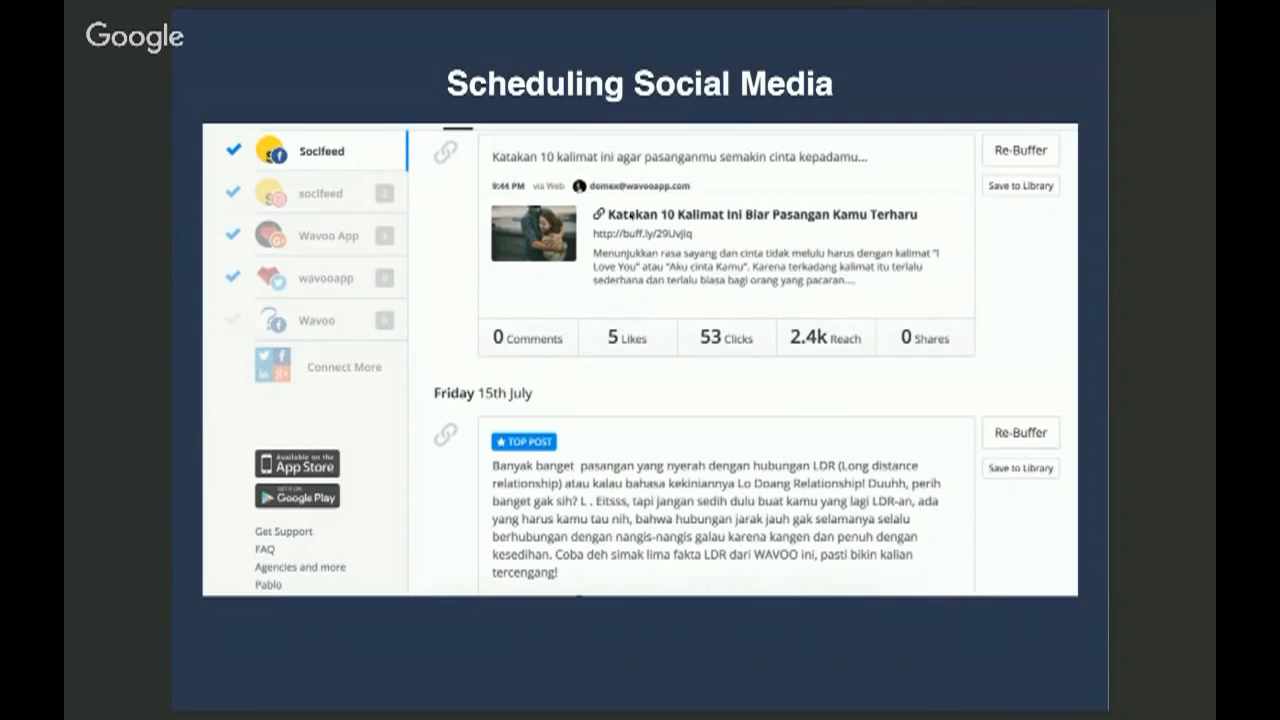 Google
Scheduling Social Media
Soclfeed
soclfeed
2
Wavoo App
wavooapp
0
Wavoo
0
Connect More
Available on the
App Store
GET IT ON
Google Play
Get Support
FAQ
Agencies and more
Pablo
Katakan 10 kalimat ini agar pasanganmu semakin cinta kepadamu...
Re-Buffer
9:44 PM via Web domex@wavooapp.com
Save to Library
Katakan 10 Kalimat Ini Biar Pasangan Kamu Terharu
http://buff.ly/29UvJiq
Menunjukkan rasa sayang dan cinta tidak melulu harus dengan kalimat "I
Love You" atau "Aku cinta Kamu". Karena terkadang kalimat itu terlalu
sederhana dan terlalu biasa bagi orang yang pacaran....
0 Comments 5 Likes 53 Clicks 2.4k Reach 0 Shares
Friday 15th July
Re-Buffer
TOP POST
Save to Library
Banyak banget pasangan yang nyerah dengan hubungan LDR (Long distance
relationship) atau kalau bahasa kekiniannya Lo Doang Relationship! Duuhh, perih
banget gak sih? L . Eitsss, tapi jangan sedih dulu buat kamu yang lagi LDR-an, ada
yang harus kamu tau nih, bahwa hubungan jarak jauh gak selamanya selalu
berhubungan dengan nangis-nangis galau karena kangen dan penuh dengan
kesedihan. Coba deh simak lima fakta LDR dari WAVOO ini, pasti bikin kalian
tercengang!